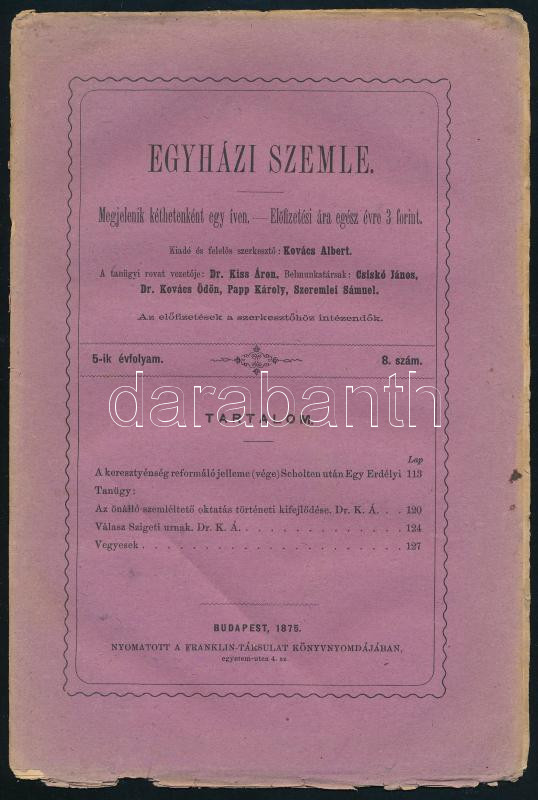 EGYHÁZI SZEMLE.
Megjelenik kéthetenként egy íven. — Előfizetési ára egész évre 3 forint.
Kiadó és felelős szerkesztő: Kovács Albert.
A tanügyi rovat vezetője: Dr. Kiss Áron. Belmunkatársak: Csiskó János,
Dr. Kovács Ödön, Papp Károly, Szeremlei Sámuel.
Az előfizetések a szerkesztőhöz intézendők.
5-ik évfolyam. 8. szám.
darabanth
TARTALOM.
Lap
A keresztyénség reformáló jelleme (vége) Scholten után Egy Erdélyi 113
Tanügy:
Az önálló szemléltető oktatás történeti kifejlődése. Dr. K. Á. . . 120
Válasz Szigeti urnak. Dr. K. Á. . . . . . . . . . . . . . . 124
Vegyesek . . . . . . . . . . . . . . . . . . . . . . . . 127
BUDAPEST, 1875.
NYOMATOTT A FRANKLIN-TÁRSULAT KÖNYVNYOMDÁJÁBAN,
egyetem-utca 4. sz